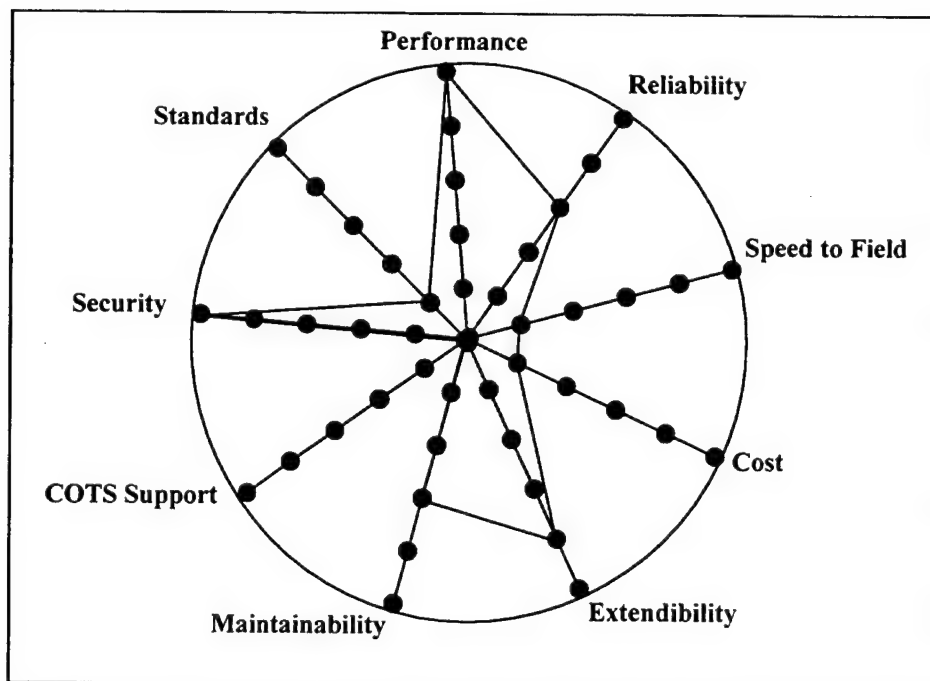 Performance
Reliability
Standards
Speed to Field
Security
Cost
COTS Support
Extendibility
Maintainability